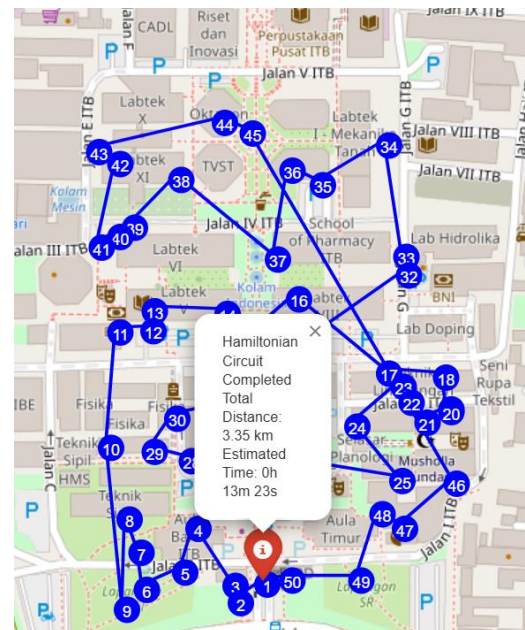 Jalan IX ITB
Jalan F
CADL
Riset
dan
Inovasi
Perpustakaan
Pusat ITB
P
P
P
Jalan V ITB
P
Labtek
X
44
45
Labtek
I - Mekanika
Tanah
Jalan G ITB
Jalan VIII ITB
34
Jalan E ITB
43
42
XI
TVST
38
36
35
Jalan VII ITB
Kolam
Mesin
39
40
41
Jalan IV ITB
School
of Pharmacy
ITB
37
Lab Hidrolika
33
32
Jalan III ITB
Labtek
VI
Kolam
BNI
16
Labtek
13
12
11
Lab Doping
Hamiltonian
Circuit
Completed
Total
Distance:
3.35 km
Estimated
Time: 0h
13m 23s
×
17
18
23
22
20
21
Seni
Rupa
Tekstil
IBE
Fisika
30
29
24
Planologi
Jalan C
10
Teknik
Sipil
HMS
25
Musholla
46
Teknik
8
7
6
9
4
5
Aula
Timur
48
47
Jalan I ITB
P
3
2
1
50
49
SR
P
P
P